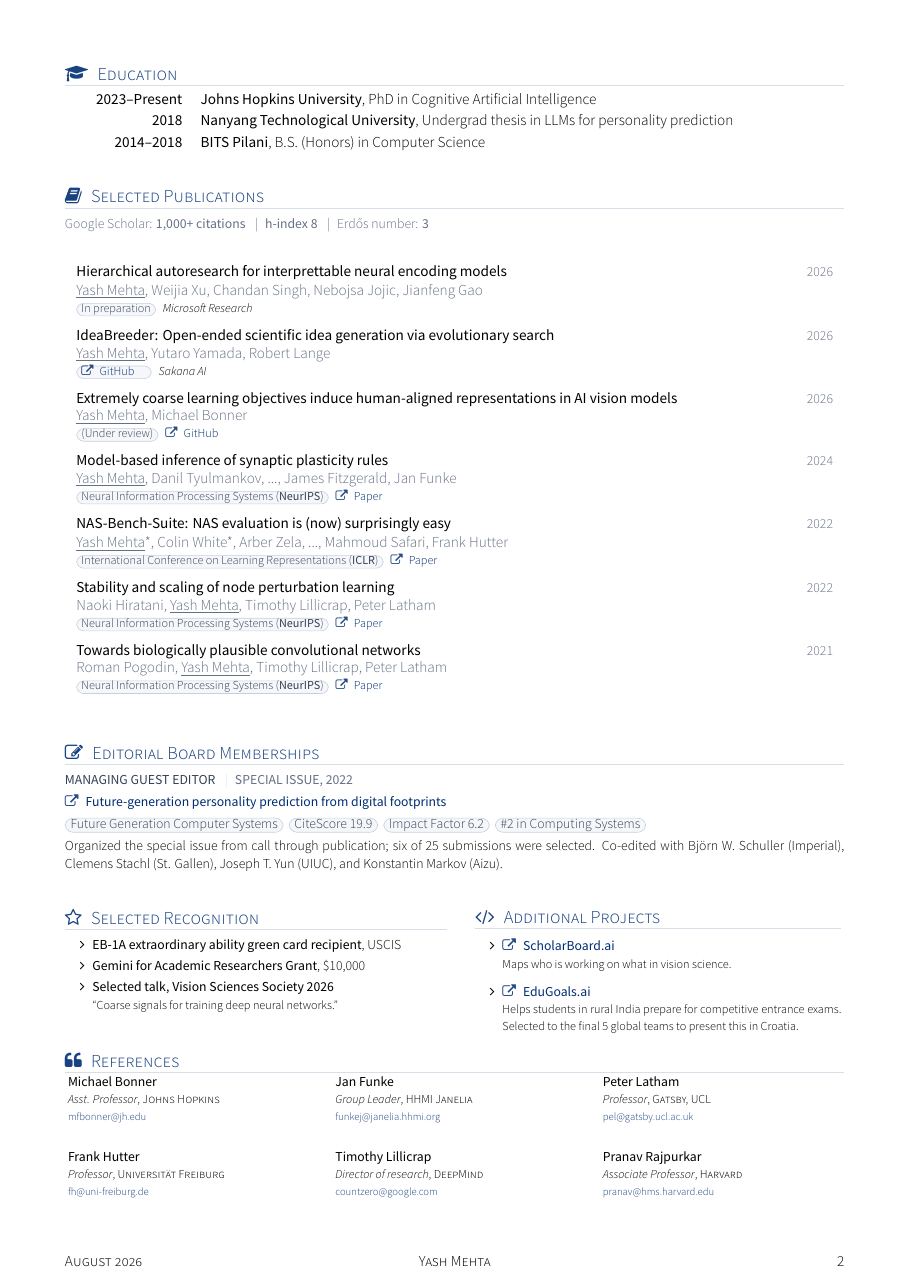 Education
2023–Present Johns Hopkins University, PhD in Cognitive Artificial Intelligence
2018 Nanyang Technological University, Undergrad thesis in LLMs for personality prediction
2014–2018 BITS Pilani, B.S. (Honors) in Computer Science
Selected Publications
Google Scholar: 1,000+ citations | h-index 8 | Erdős number: 3
Hierarchical autoresearch for interprettable neural encoding models 2026
Yash Mehta, Weijia Xu, Chandan Singh, Nebojsa Jojic, Jianfeng Gao
In preparation Microsoft Research
IdeaBreeder: Open-ended scientific idea generation via evolutionary search 2026
Yash Mehta, Yutaro Yamada, Robert Lange
GitHub Sakana AI
Extremely coarse learning objectives induce human-aligned representations in AI vision models 2026
Yash Mehta, Michael Bonner
(Under review) GitHub
Model-based inference of synaptic plasticity rules 2024
Yash Mehta, Danil Tyulmankov, ..., James Fitzgerald, Jan Funke
Neural Information Processing Systems (NeurIPS) Paper
NAS-Bench-Suite: NAS evaluation is (now) surprisingly easy 2022
Yash Mehta*, Colin White*, Arber Zela, ..., Mahmoud Safari, Frank Hutter
International Conference on Learning Representations (ICLR) Paper
Stability and scaling of node perturbation learning 2022
Naoki Hiratani, Yash Mehta, Timothy Lillicrap, Peter Latham
Neural Information Processing Systems (NeurIPS) Paper
Towards biologically plausible convolutional networks 2021
Roman Pogodin, Yash Mehta, Timothy Lillicrap, Peter Latham
Neural Information Processing Systems (NeurIPS) Paper
Editorial Board Memberships
MANAGING GUEST EDITOR | SPECIAL ISSUE, 2022
Future-generation personality prediction from digital footprints
Future Generation Computer Systems CiteScore 19.9 Impact Factor 6.2 #2 in Computing Systems
Organized the special issue from call through publication; six of 25 submissions were selected. Co-edited with Björn W. Schuller (Imperial),
Clemens Stachl (St. Gallen), Joseph T. Yun (UIUC), and Konstantin Markov (Aizu).
Selected Recognition
EB-1A extraordinary ability green card recipient, USCIS
Gemini for Academic Researchers Grant, $10,000
Selected talk, Vision Sciences Society 2026
“Coarse signals for training deep neural networks.”
Additional Projects
ScholarBoard.ai
Maps who is working on what in vision science.
EduGoals.ai
Helps students in rural India prepare for competitive entrance exams.
Selected to the final 5 global teams to present this in Croatia.
References
Michael Bonner Jan Funke Peter Latham
Asst. Professor, Johns Hopkins Group Leader, HHMI Janelia Professor, Gatsby, UCL
mfbonner@jh.edu funkej@janelia.hhmi.org pel@gatsby.ucl.ac.uk
Frank Hutter Timothy Lillicrap Pranav Rajpurkar
Professor, Universität Freiburg Director of research, DeepMind Associate Professor, Harvard
fh@uni-freiburg.de countzero@google.com pranav@hms.harvard.edu
August 2026 Yash Mehta 2